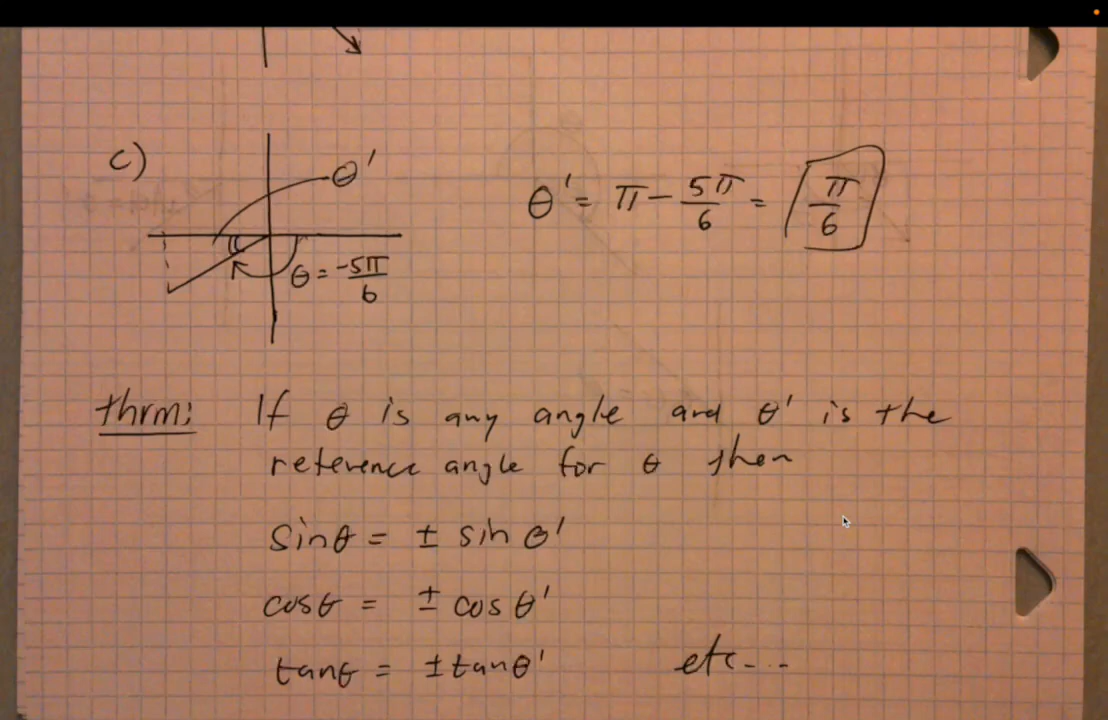 c)
θ'
θ' = π - 5π/6 = π/6
θ = -5π/6
thrm: If θ is any angle and θ' is the
reference angle for θ then
sinθ = ± sin θ'
cosθ = ± cos θ'
tanθ = ± tanθ' etc...